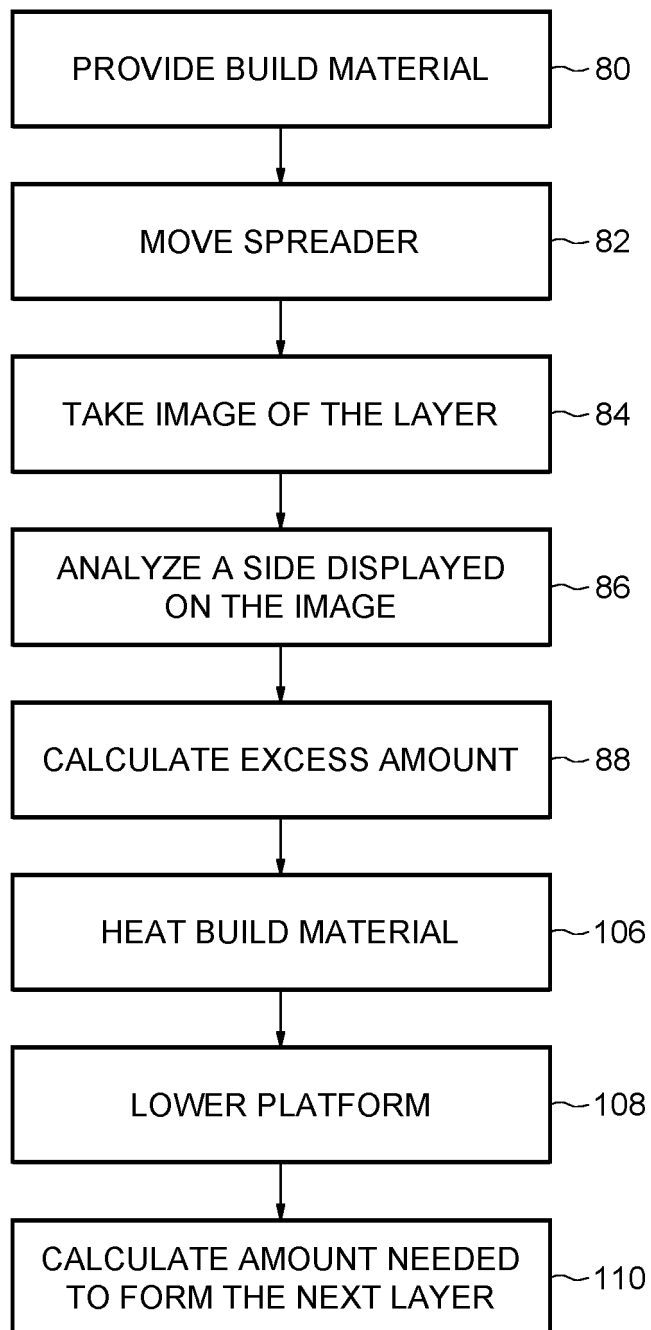 PROVIDE BUILD MATERIAL 80
MOVE SPREADER 82
TAKE IMAGE OF THE LAYER 84
ANALYZE A SIDE DISPLAYED
ON THE IMAGE 86
CALCULATE EXCESS AMOUNT 88
HEAT BUILD MATERIAL 106
LOWER PLATFORM 108
CALCULATE AMOUNT NEEDED
TO FORM THE NEXT LAYER 110